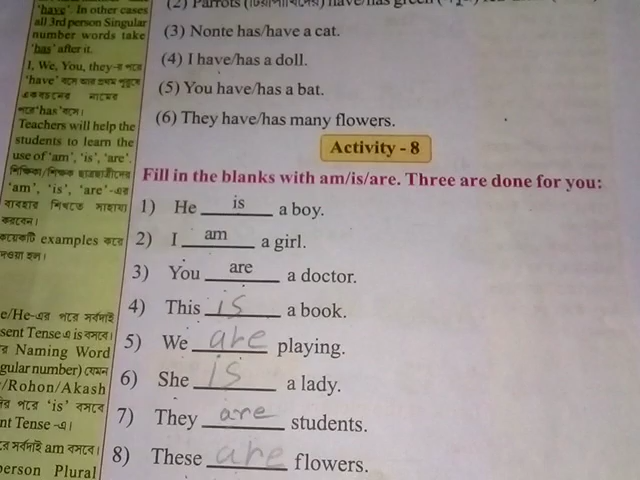 'have'. In other cases
all 3rd person Singular
number words take
'has' after it.
I, We, You, they-র পরে
'have' বসে আর প্রথম পুরুষে
একবচনের নামের
পরে 'has' বসে।
Teachers will help the
students to learn the
use of 'am', 'is', 'are'.
শিক্ষিকা/শিক্ষক ছাত্রছাত্রীদের
'am', 'is', 'are'-এর
ব্যবহার শিখতে সাহায্য
করবেন।
কয়েকটি examples করে
দেওয়া হল।
e/He-এর পরে সর্বদাই
sent Tense এ is বসবে।
র Naming Word
gular number) যেমন
/Rohon/Akash
র পরে 'is' বসবে
nt Tense -এ।
রে সর্বদাই am বসবে।
person Plural
(2) Parrots have/has green
(3) Nonte has/have a cat.
(4) I have/has a doll.
(5) You have/has a bat.
(6) They have/has many flowers.
Activity - 8
Fill in the blanks with am/is/are. Three are done for you:
1) He is a boy.
2) I am a girl.
3) You are a doctor.
4) This is a book.
5) We are playing.
6) She is a lady.
7) They are students.
8) These are flowers.